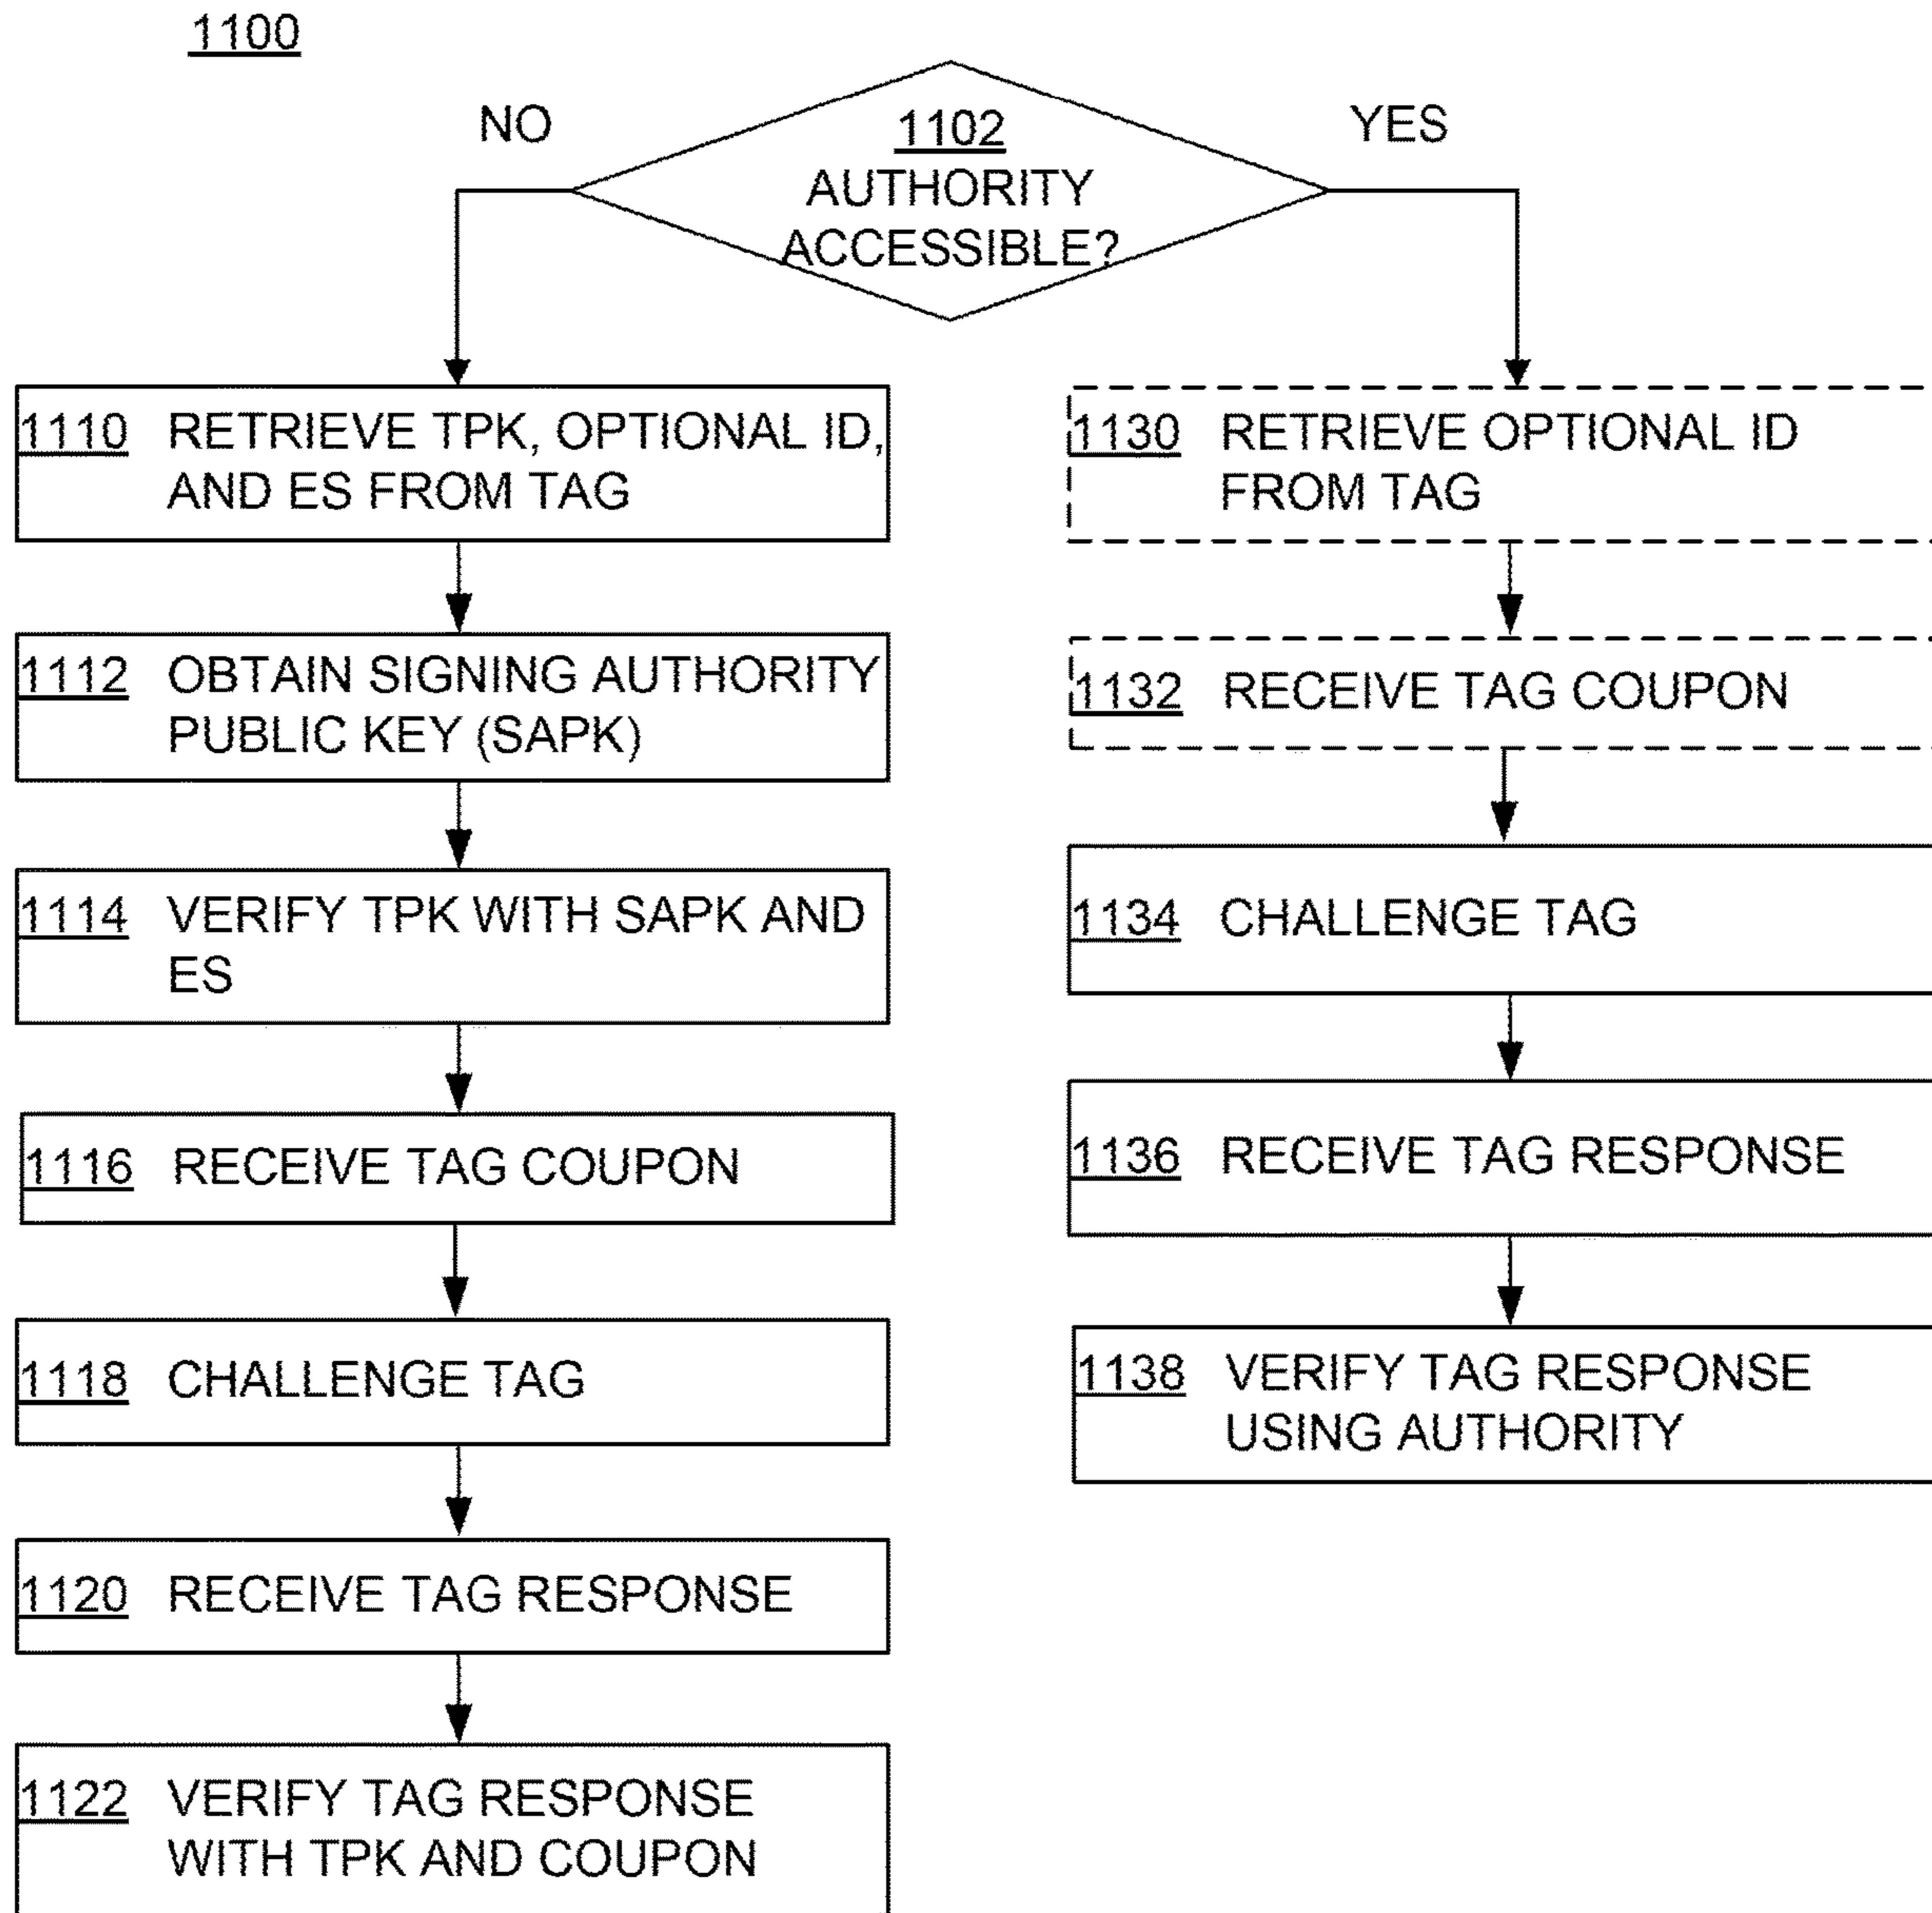 1100
NO
YES
1102
AUTHORITY
ACCESSIBLE?
1110 RETRIEVE TPK, OPTIONAL ID,
AND ES FROM TAG
1112 OBTAIN SIGNING AUTHORITY
PUBLIC KEY (SAPK)
1114 VERIFY TPK WITH SAPK AND
ES
1116 RECEIVE TAG COUPON
1118 CHALLENGE TAG
1120 RECEIVE TAG RESPONSE
1122 VERIFY TAG RESPONSE
WITH TPK AND COUPON
1130 RETRIEVE OPTIONAL ID
FROM TAG
1132 RECEIVE TAG COUPON
1134 CHALLENGE TAG
1136 RECEIVE TAG RESPONSE
1138 VERIFY TAG RESPONSE
USING AUTHORITY